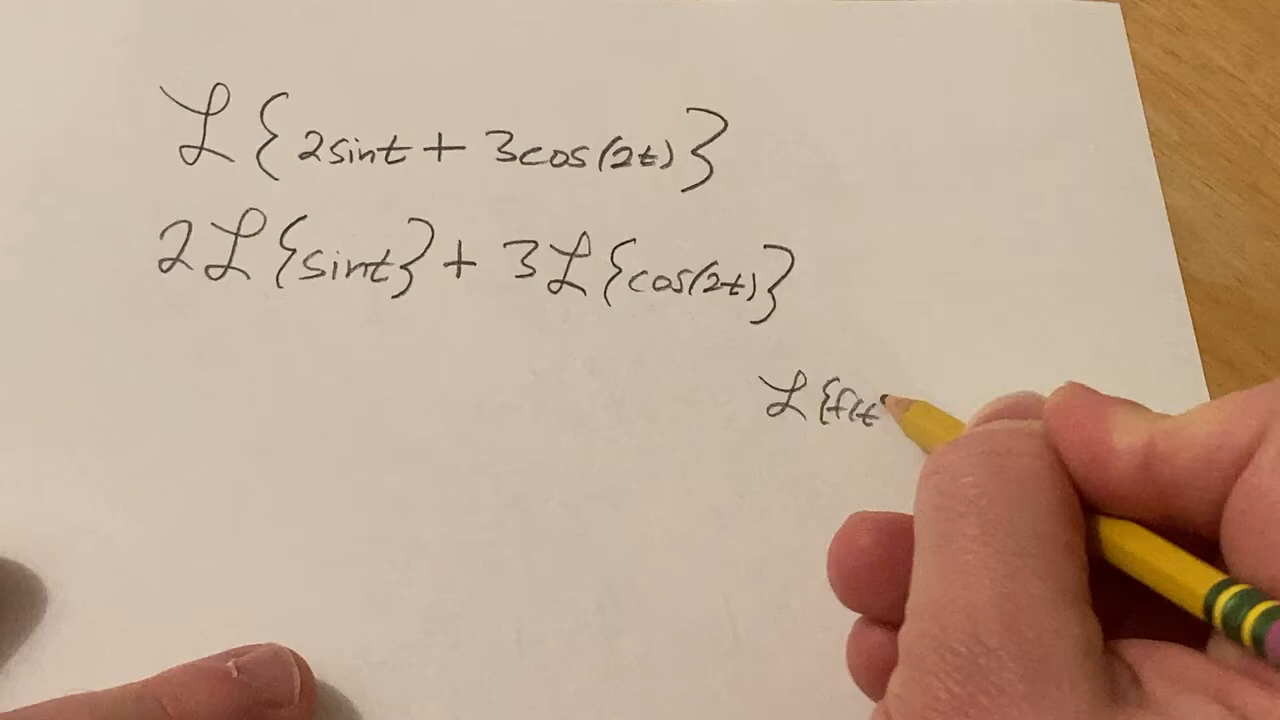 ℒ{2sint + 3cos(2t)}
2ℒ{sint} + 3ℒ{cos(2t)}
ℒ{f(t